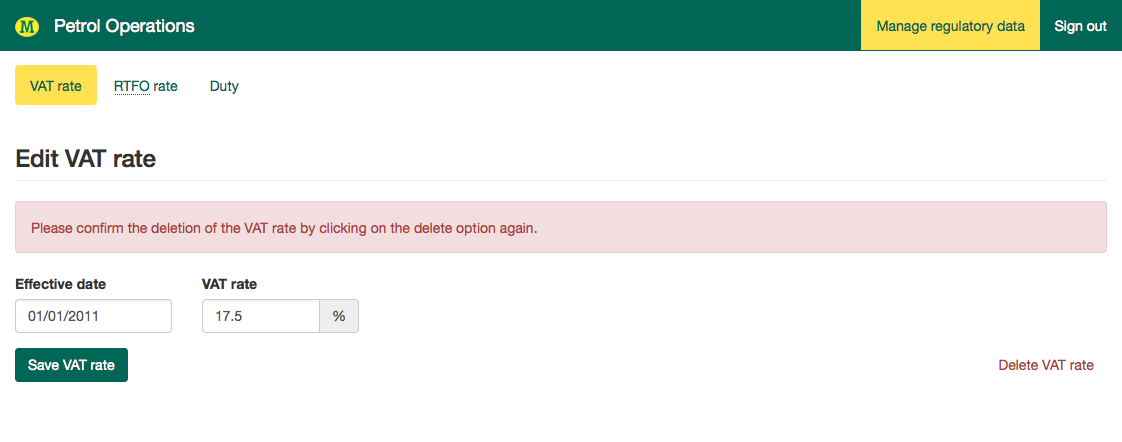 M Petrol Operations Manage regulatory data Sign out
VAT rate RTFO rate Duty
Edit VAT rate
Please confirm the deletion of the VAT rate by clicking on the delete option again.
Effective date VAT rate
01/01/2011 17.5 %
Save VAT rate Delete VAT rate